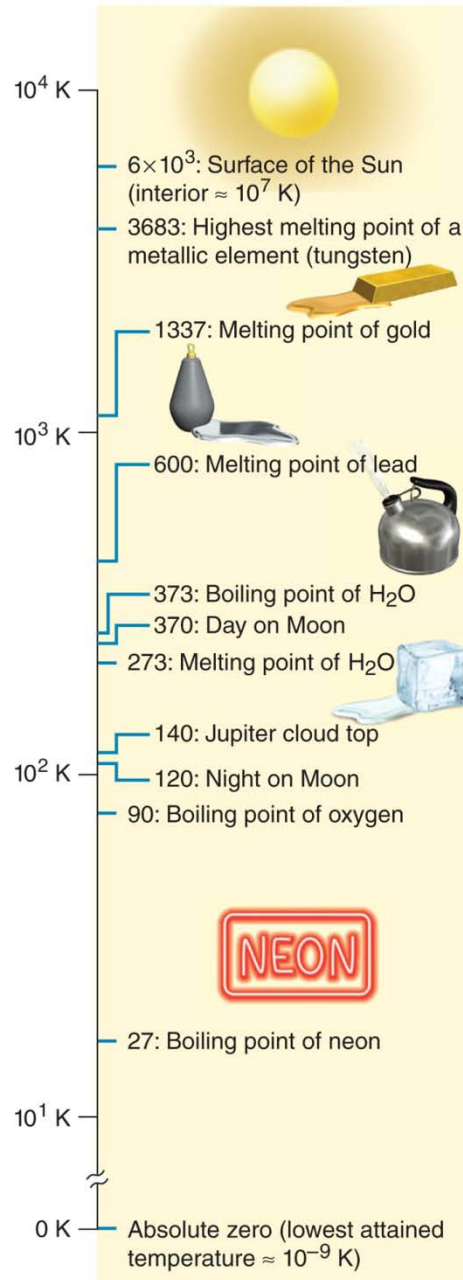 10⁴ K
6×10³: Surface of the Sun
(interior ≈ 10⁷ K)
3683: Highest melting point of a
metallic element (tungsten)
1337: Melting point of gold
10³ K
600: Melting point of lead
373: Boiling point of H₂O
370: Day on Moon
273: Melting point of H₂O
140: Jupiter cloud top
10² K
120: Night on Moon
90: Boiling point of oxygen
NEON
27: Boiling point of neon
10¹ K
0 K
Absolute zero (lowest attained
temperature ≈ 10⁻⁹ K)